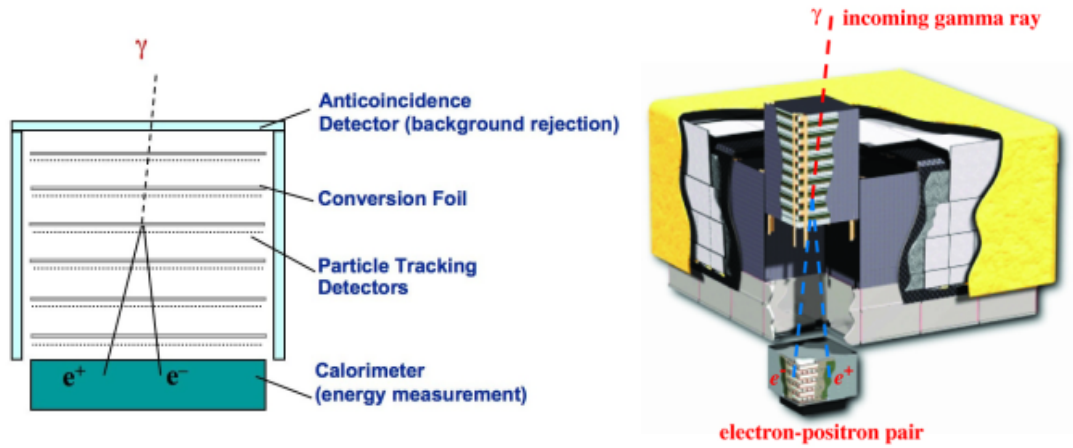 γ
Anticoincidence
Detector (background rejection)
Conversion Foil
Particle Tracking
Detectors
Calorimeter
(energy measurement)
e⁺
e⁻
γ incoming gamma ray
e⁻
e⁺
electron-positron pair